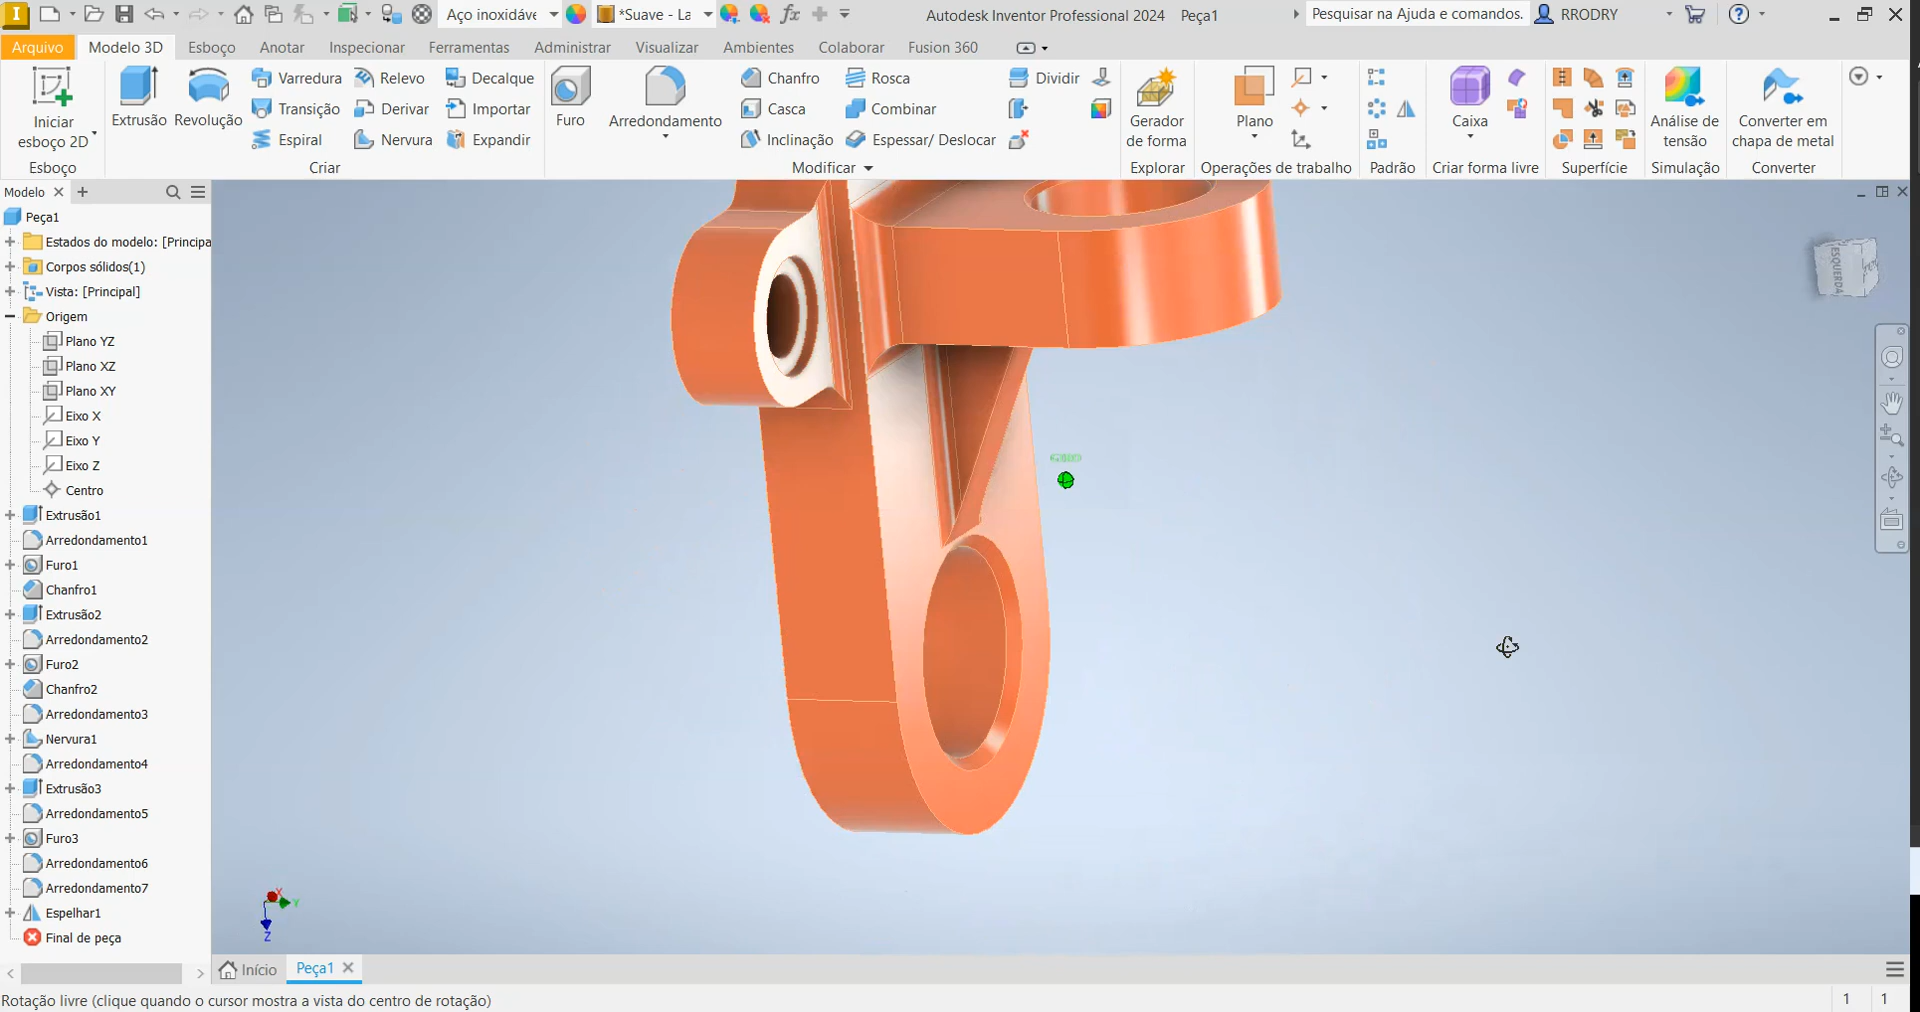 Aço inoxidáve
*Suave - La
fx
Autodesk Inventor Professional 2024 Peça1
Pesquisar na Ajuda e comandos.
RRODRY
Arquivo Modelo 3D Esboço Anotar Inspecionar Ferramentas Administrar Visualizar Ambientes Colaborar Fusion 360
Iniciar
esboço 2D
Esboço
Extrusão
Revolução
Varredura
Transição
Espiral
Relevo
Derivar
Nervura
Decalque
Importar
Expandir
Criar
Furo
Arredondamento
Chanfro
Casca
Inclinação
Rosca
Combinar
Espessar/ Deslocar
Dividir
Modificar
Gerador
de forma
Explorar
Plano
Operações de trabalho
Padrão
Caixa
Criar forma livre
Superfície
Análise de
tensão
Simulação
Converter em
chapa de metal
Converter
Modelo
Peça1
Estados do modelo: [Principa
Corpos sólidos(1)
Vista: [Principal]
Origem
Plano YZ
Plano XZ
Plano XY
Eixo X
Eixo Y
Eixo Z
Centro
Extrusão1
Arredondamento1
Furo1
Chanfro1
Extrusão2
Arredondamento2
Furo2
Chanfro2
Arredondamento3
Nervura1
Arredondamento4
Extrusão3
Arredondamento5
Furo3
Arredondamento6
Arredondamento7
Espelhar1
Final de peça
ESQUERDA
X
Y
Z
Início
Peça1
Rotação livre (clique quando o cursor mostra a vista do centro de rotação)
1 1